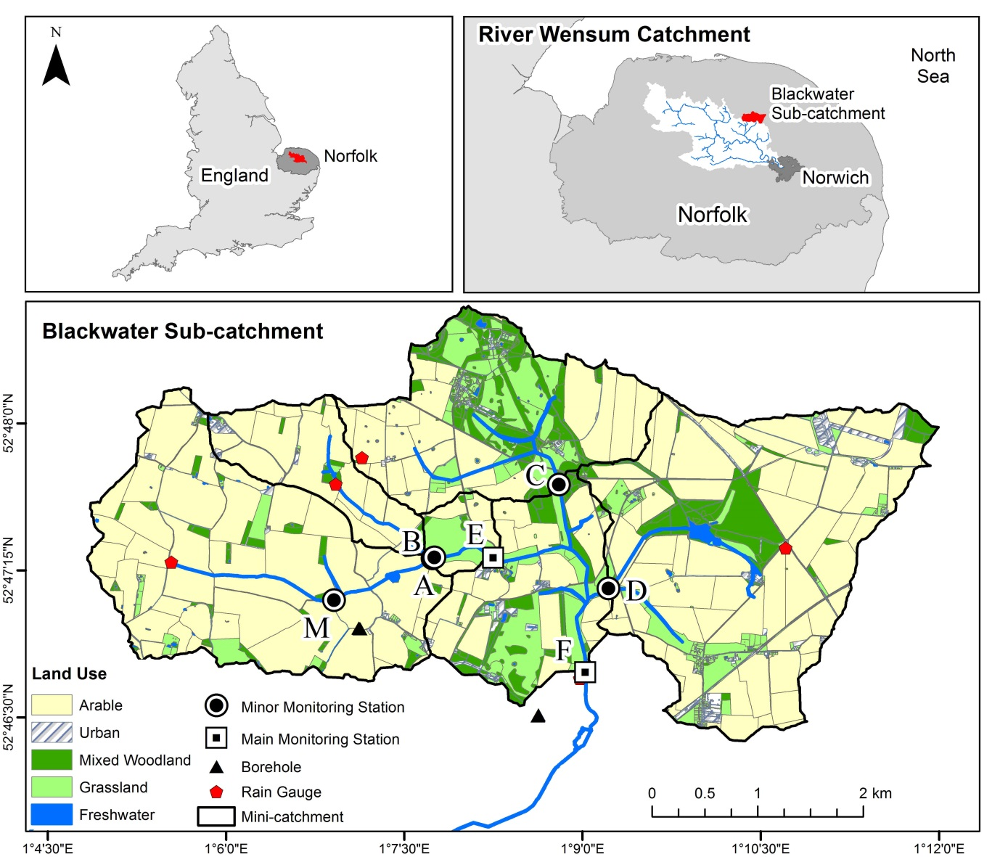 N
England
Norfolk
River Wensum Catchment
North
Sea
Blackwater
Sub-catchment
Norwich
Norfolk
Blackwater Sub-catchment
52°48'0"N
52°47'15"N
52°46'30"N
C
B
E
A
D
M
F
Land Use
Arable
Urban
Mixed Woodland
Grassland
Freshwater
Minor Monitoring Station
Main Monitoring Station
Borehole
Rain Gauge
Mini-catchment
0 0.5 1 2 km
1°4'30"E 1°6'0"E 1°7'30"E 1°9'0"E 1°10'30"E 1°12'0"E